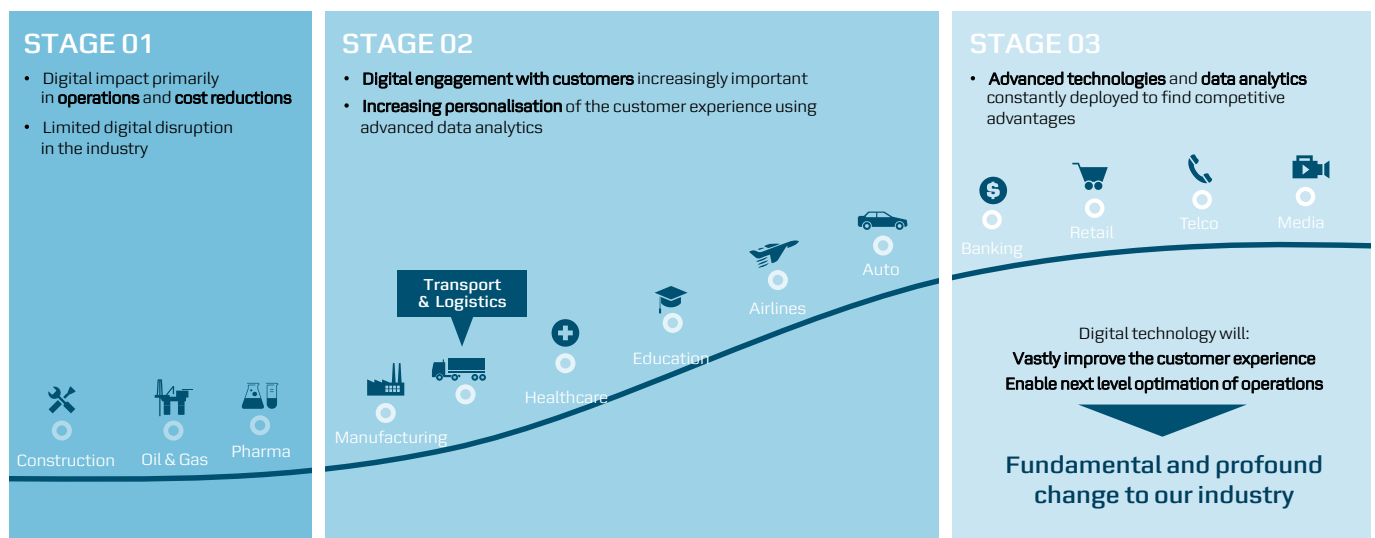 STAGE 01
• Digital impact primarily
in operations and cost reductions
• Limited digital disruption
in the industry
Construction
Oil & Gas
Pharma
STAGE 02
• Digital engagement with customers increasingly important
• Increasing personalisation of the customer experience using
advanced data analytics
Manufacturing
Transport
& Logistics
Healthcare
Education
Airlines
Auto
STAGE 03
• Advanced technologies and data analytics
constantly deployed to find competitive
advantages
Banking
Retail
Telco
Media
Digital technology will:
Vastly improve the customer experience
Enable next level optimation of operations
Fundamental and profound
change to our industry